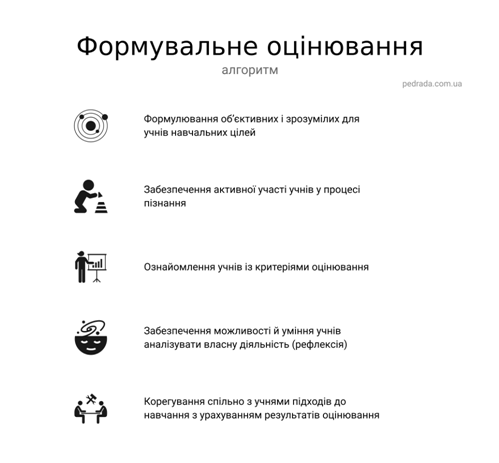 Формувальне оцінювання
алгоритм
pedrada.com.ua
Формулювання об'єктивних і зрозумілих для
учнів навчальних цілей
Забезпечення активної участі учнів у процесі
пізнання
Ознайомлення учнів із критеріями оцінювання
Забезпечення можливості й уміння учнів
аналізувати власну діяльність (рефлексія)
Корегування спільно з учнями підходів до
навчання з урахуванням результатів оцінювання